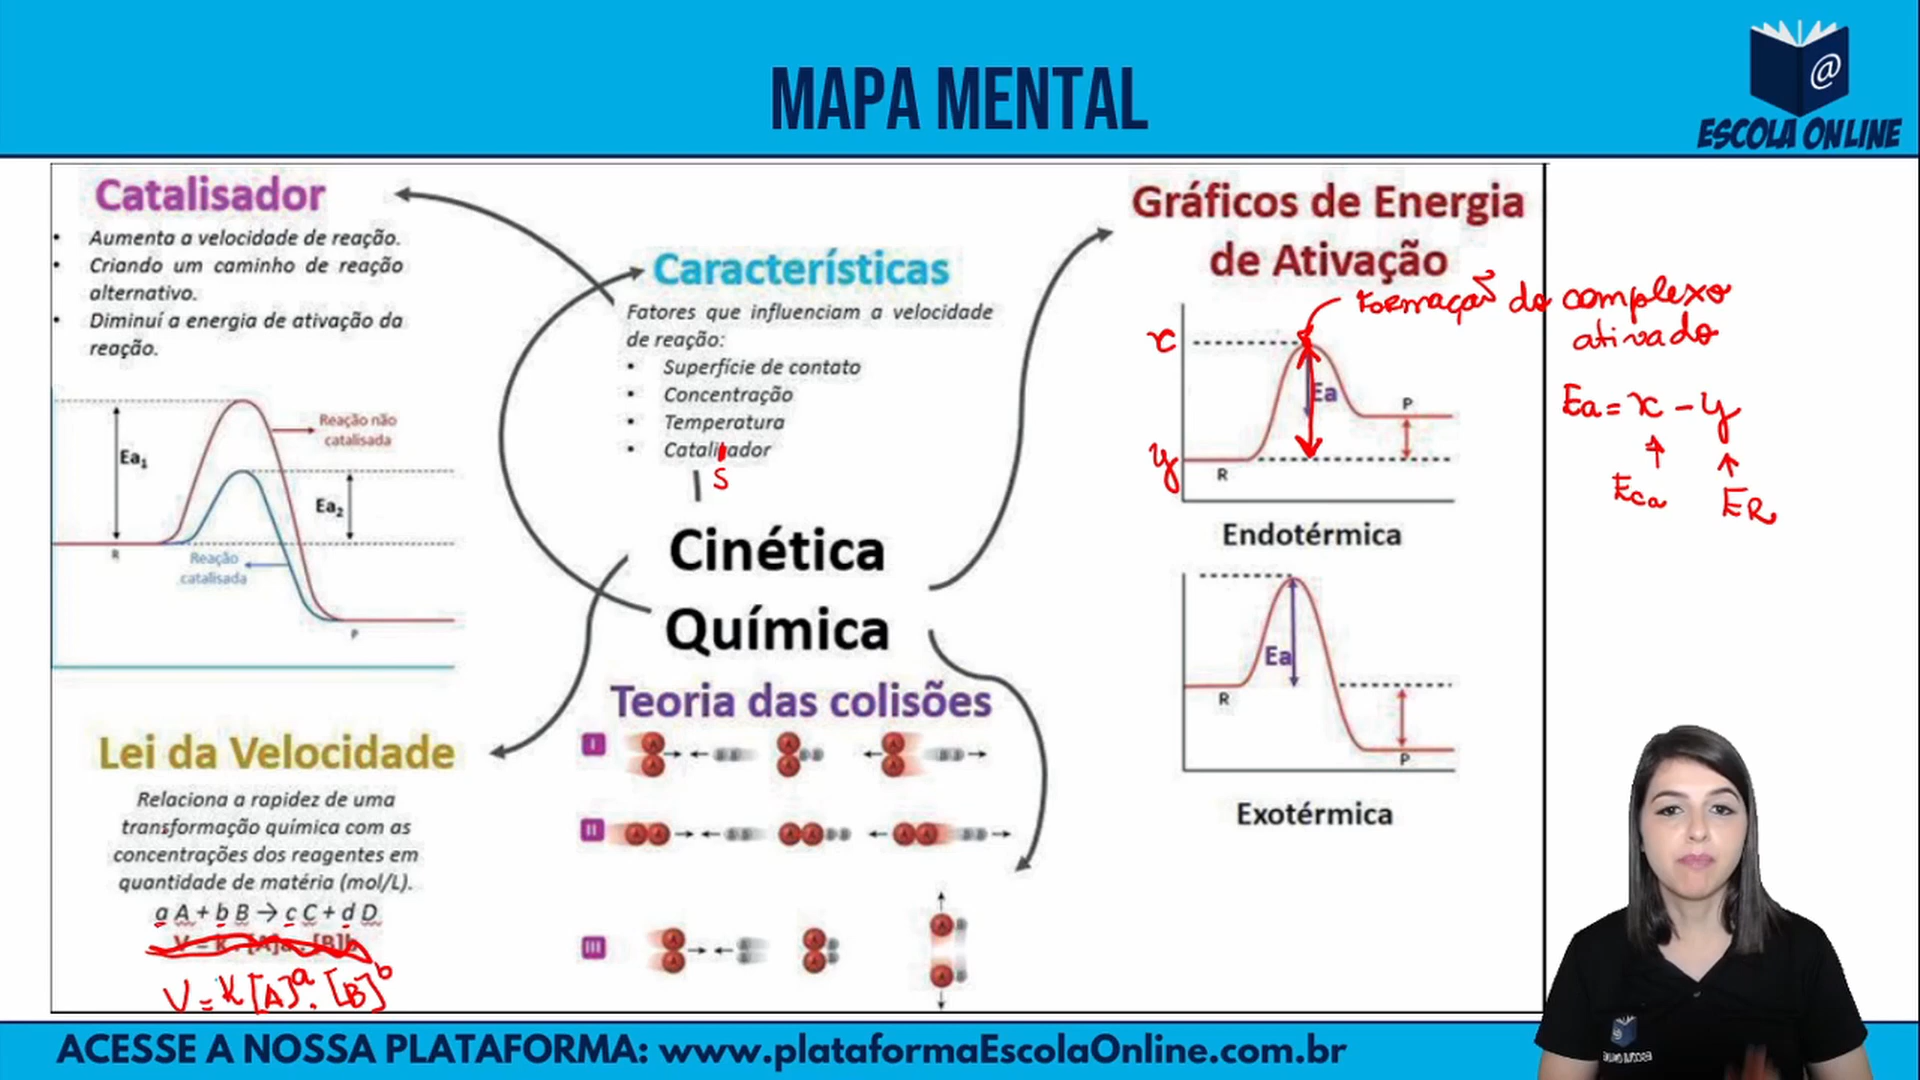 MAPA MENTAL
@
ESCOLA ONLINE
Catalisador
• Aumenta a velocidade de reação.
• Criando um caminho de reação
alternativo.
• Diminuí a energia de ativação da
reação.
Ea1
Reação não
catalisada
Ea2
R
Reação
catalisada
P
Características
Fatores que influenciam a velocidade
de reação:
• Superfície de contato
• Concentração
• Temperatura
• Catalizador
s
Cinética
Química
Gráficos de Energia
de Ativação
Formação do complexo
ativado
x
Ea
P
y
R
Ea = x - y
Eca
ER
Endotérmica
Ea
R
P
Exotérmica
Lei da Velocidade
Relaciona a rapidez de uma
transformação química com as
concentrações dos reagentes em
quantidade de matéria (mol/L).
a A + b B → c C + d D
V = k . [A]a . [B]b
V = K [A]^a . [B]^b
Teoria das colisões
I
A
A
A
A
A
A
II
A A
A A
A A
III
A
A
A
A
A
A
ACESSE A NOSSA PLATAFORMA: www.plataformaEscolaOnline.com.br